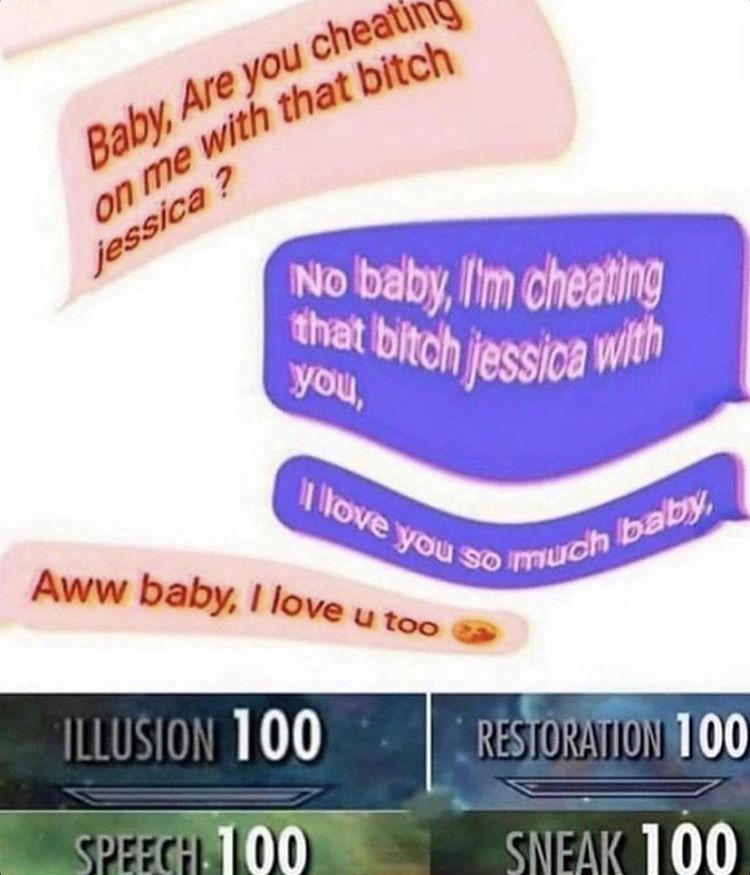 Baby, Are you cheating
on me with that bitch
jessica ?
No baby, I'm cheating
that bitch jessica with
you,
I love you so much baby,
Aww baby, I love u too 😘
ILLUSION 100
RESTORATION 100
SPEECH 100
SNEAK 100